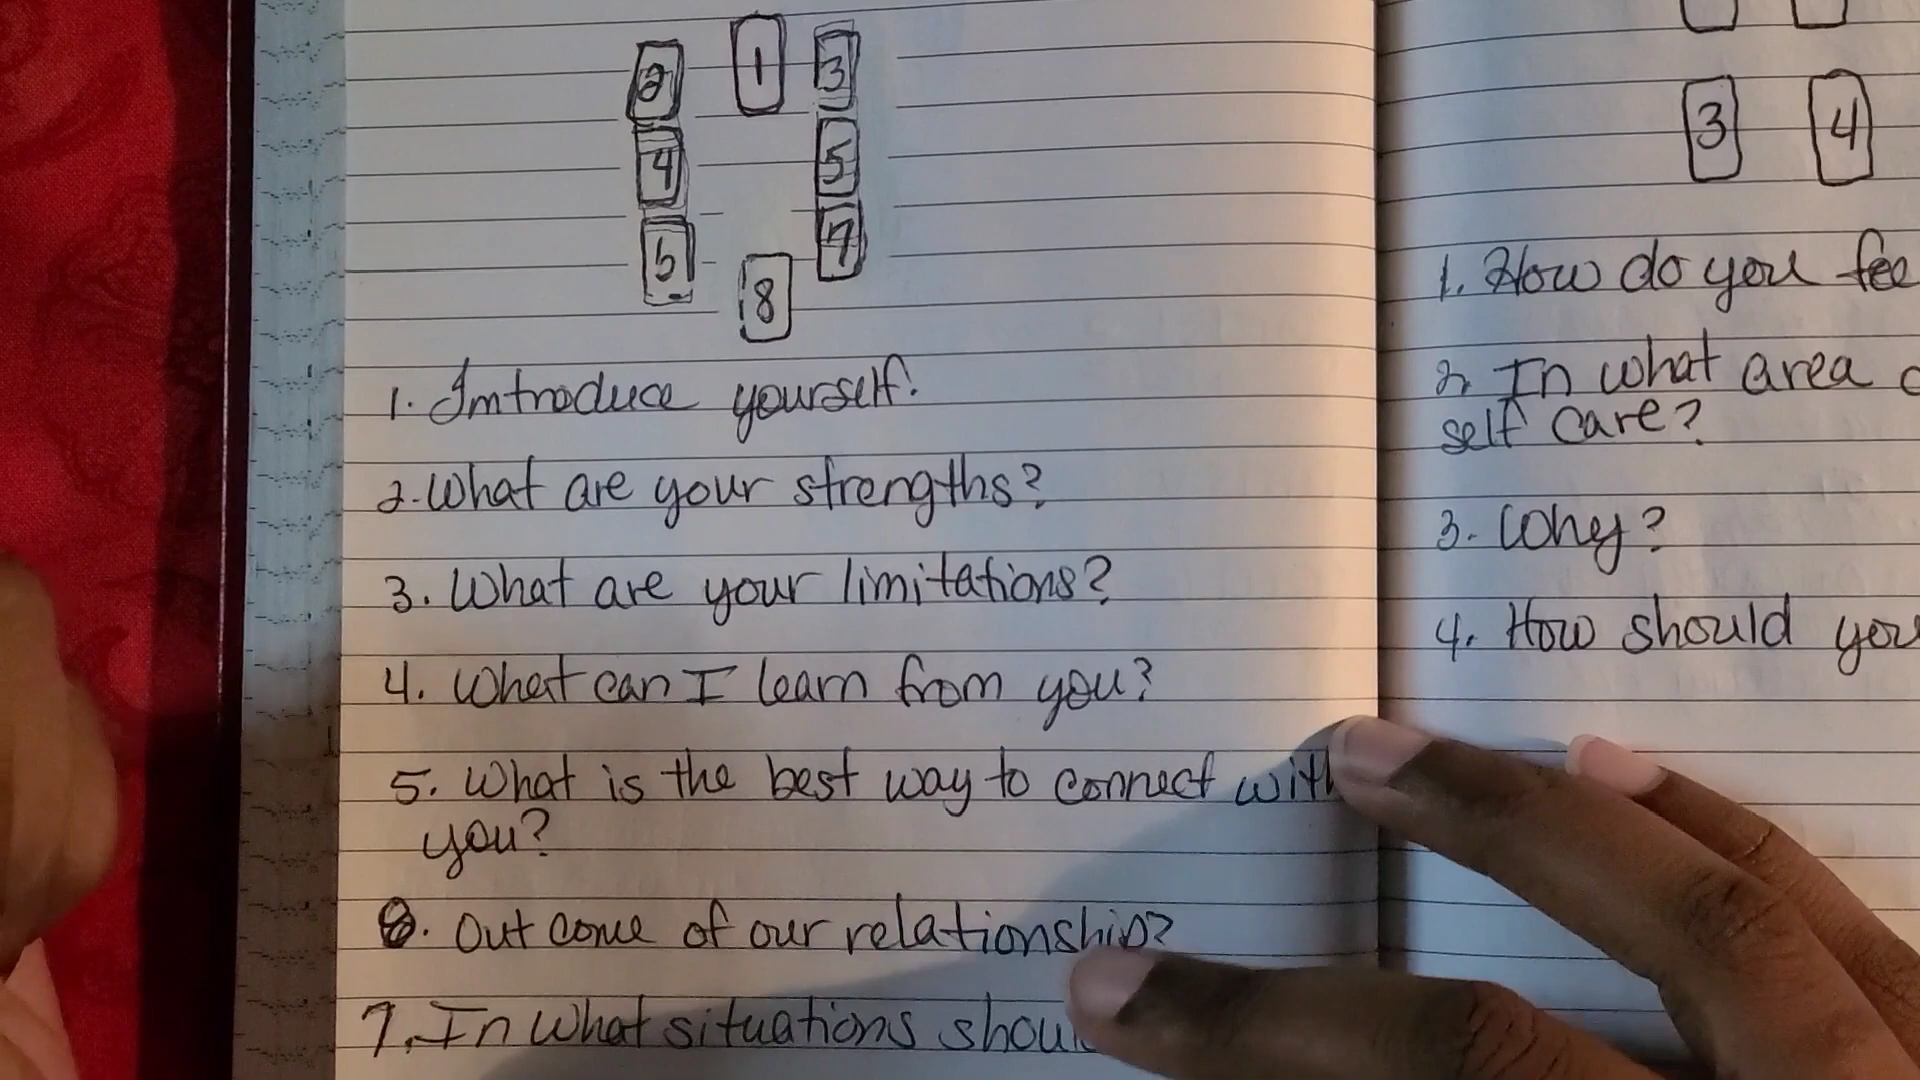 2 1 3
4 5
6 7
8
1. Introduce yourself.
2. What are your strengths?
3. What are your limitations?
4. What can I learn from you?
5. What is the best way to connect with
you?
8. Out come of our relationship?
7. In what situations
3 4
1. How do you
2. In what area
self care?
3. Why?
4. How should you